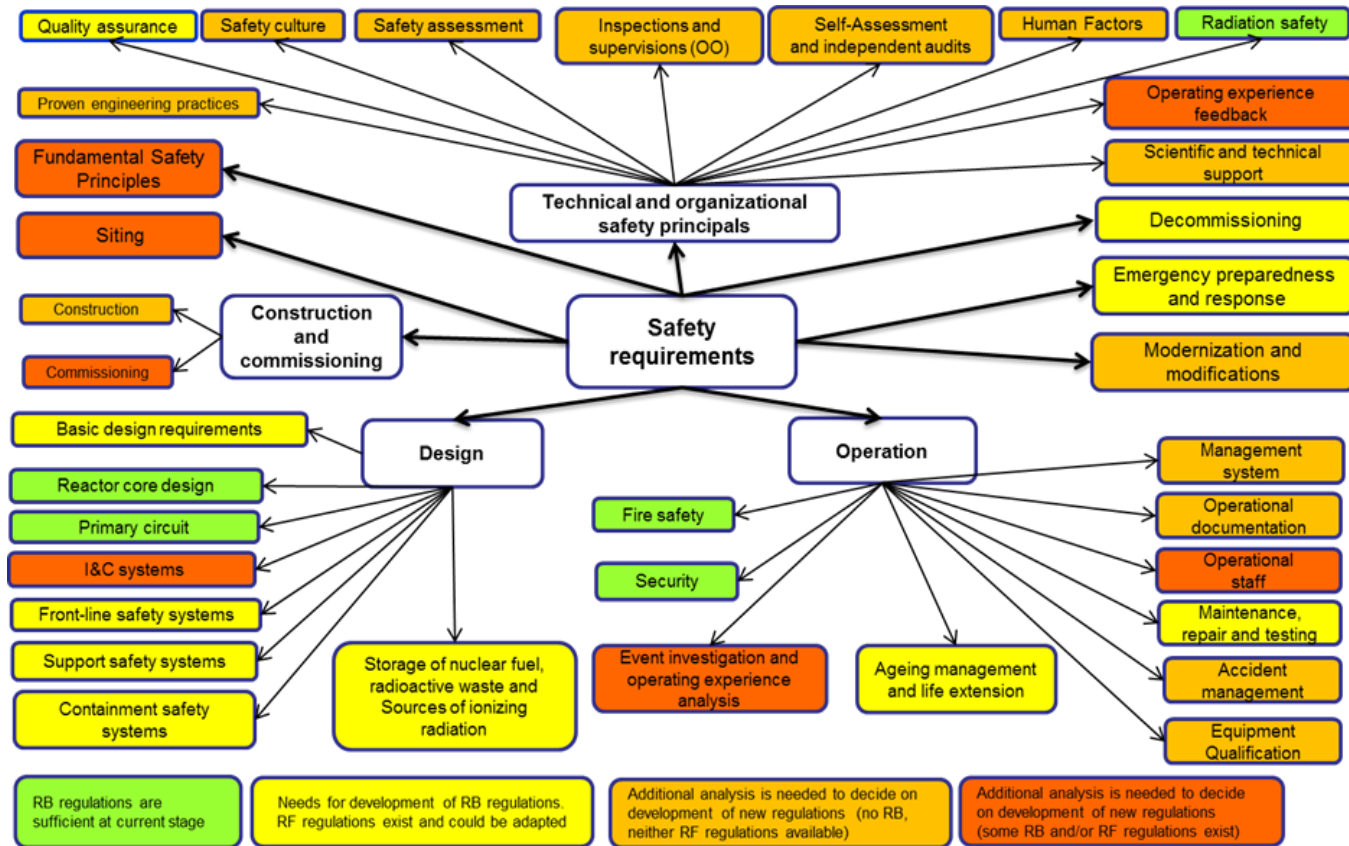 Quality assurance
Safety culture
Safety assessment
Inspections and
supervisions (OO)
Self-Assessment
and independent audits
Human Factors
Radiation safety
Proven engineering practices
Operating experience
feedback
Fundamental Safety
Principles
Technical and organizational
safety principals
Scientific and technical
support
Siting
Decommissioning
Emergency preparedness
and response
Construction
Construction
and
commissioning
Safety
requirements
Commissioning
Modernization and
modifications
Basic design requirements
Design
Operation
Management
system
Reactor core design
Primary circuit
I&C systems
Front-line safety systems
Support safety systems
Containment safety
systems
Storage of nuclear fuel,
radioactive waste and
Sources of ionizing
radiation
Fire safety
Security
Event investigation and
operating experience
analysis
Ageing management
and life extension
Operational
documentation
Operational
staff
Maintenance,
repair and testing
Accident
management
Equipment
Qualification
RB regulations are
sufficient at current stage
Needs for development of RB regulations.
RF regulations exist and could be adapted
Additional analysis is needed to decide on
development of new regulations (no RB,
neither RF regulations available)
Additional analysis is needed to decide
on development of new regulations
(some RB and/or RF regulations exist)